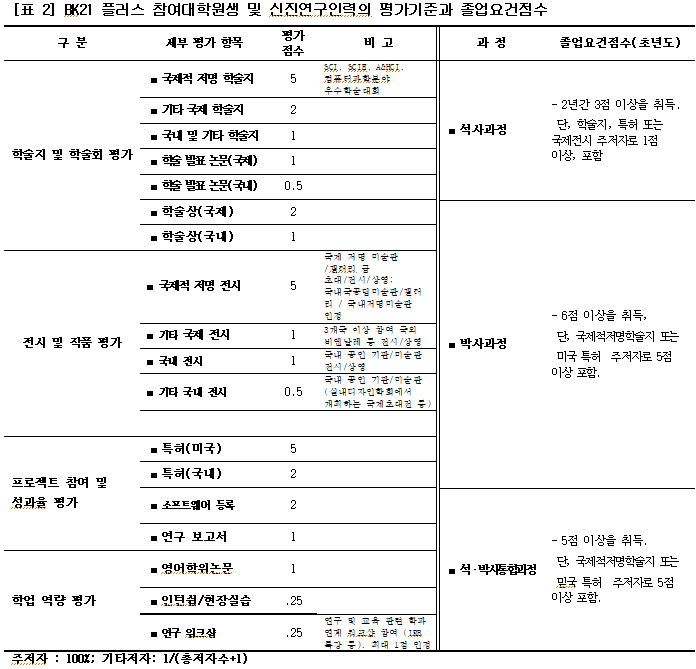 [표 2] BK21 플러스 참여대학원생 및 신진연구인력의 평가기준과 졸업요건점수
구 분
세부 평가 항목
평가
점수
비 고
과 정
졸업요건점수(초년도)
학술지 및 학술회 평가
■ 국제적 저명 학술지
5
SCI, SCIE, A&HCI,
컴퓨터과학분야
우수학술대회
■ 기타 국제 학술지
2
■ 국내 및 기타 학술지
1
■ 학술 발표 논문(국제)
1
■ 학술 발표 논문(국내)
0.5
■ 학술상(국제)
2
■ 학술상(국내)
1
전시 및 작품 평가
■ 국제적 저명 전시
5
국제 저명 미술관
/갤러리 급
초대/전시/상영;
국내국공립미술관/갤러
리 / 국내저명미술관
인정
■ 기타 국제 전시
1
3개국 이상 참여 국외
비엔날레 등 전시/상영
■ 국내 전시
1
국내 공인 기관/미술관
전시/상영
■ 기타 국내 전시
0.5
국내 공인 기관/미술관
(실내디자인학회에서
개최하는 국제초대전 등)
프로젝트 참여 및
성과율 평가
■ 특허(미국)
5
■ 특허(국내)
2
■ 소프트웨어 등록
2
■ 연구 보고서
1
학업 역량 평가
■ 영어학위논문
1
■ 인턴쉽/현장실습
.25
■ 연구 워크샵
.25
연구 및 교육 관련 학과
연계 워크샵 참여 (IRB
특강 등). 최대 1점 인정
■ 석사과정
- 2년간 3점 이상을 취득.
단, 학술지, 특허 또는
국제전시 주저자로 1점
이상, 포함
■ 박사과정
- 6점 이상을 취득,
단, 국제적저명학술지 또는
미국 특허 주저자로 5점
이상 포함.
■ 석·박사통합과정
- 5점 이상을 취득.
단, 국제적저명학술지 또는
믹국 특허 주저자로 5점
이상 포함.
주저자 : 100%; 기타저자: 1/(총저자수+1)